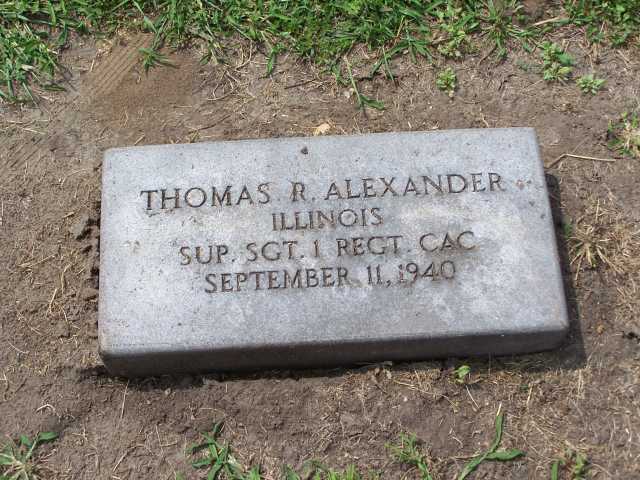 THOMAS R. ALEXANDER
ILLINOIS
SUP. SGT. 1 REGT. CAC
SEPTEMBER 11, 1940